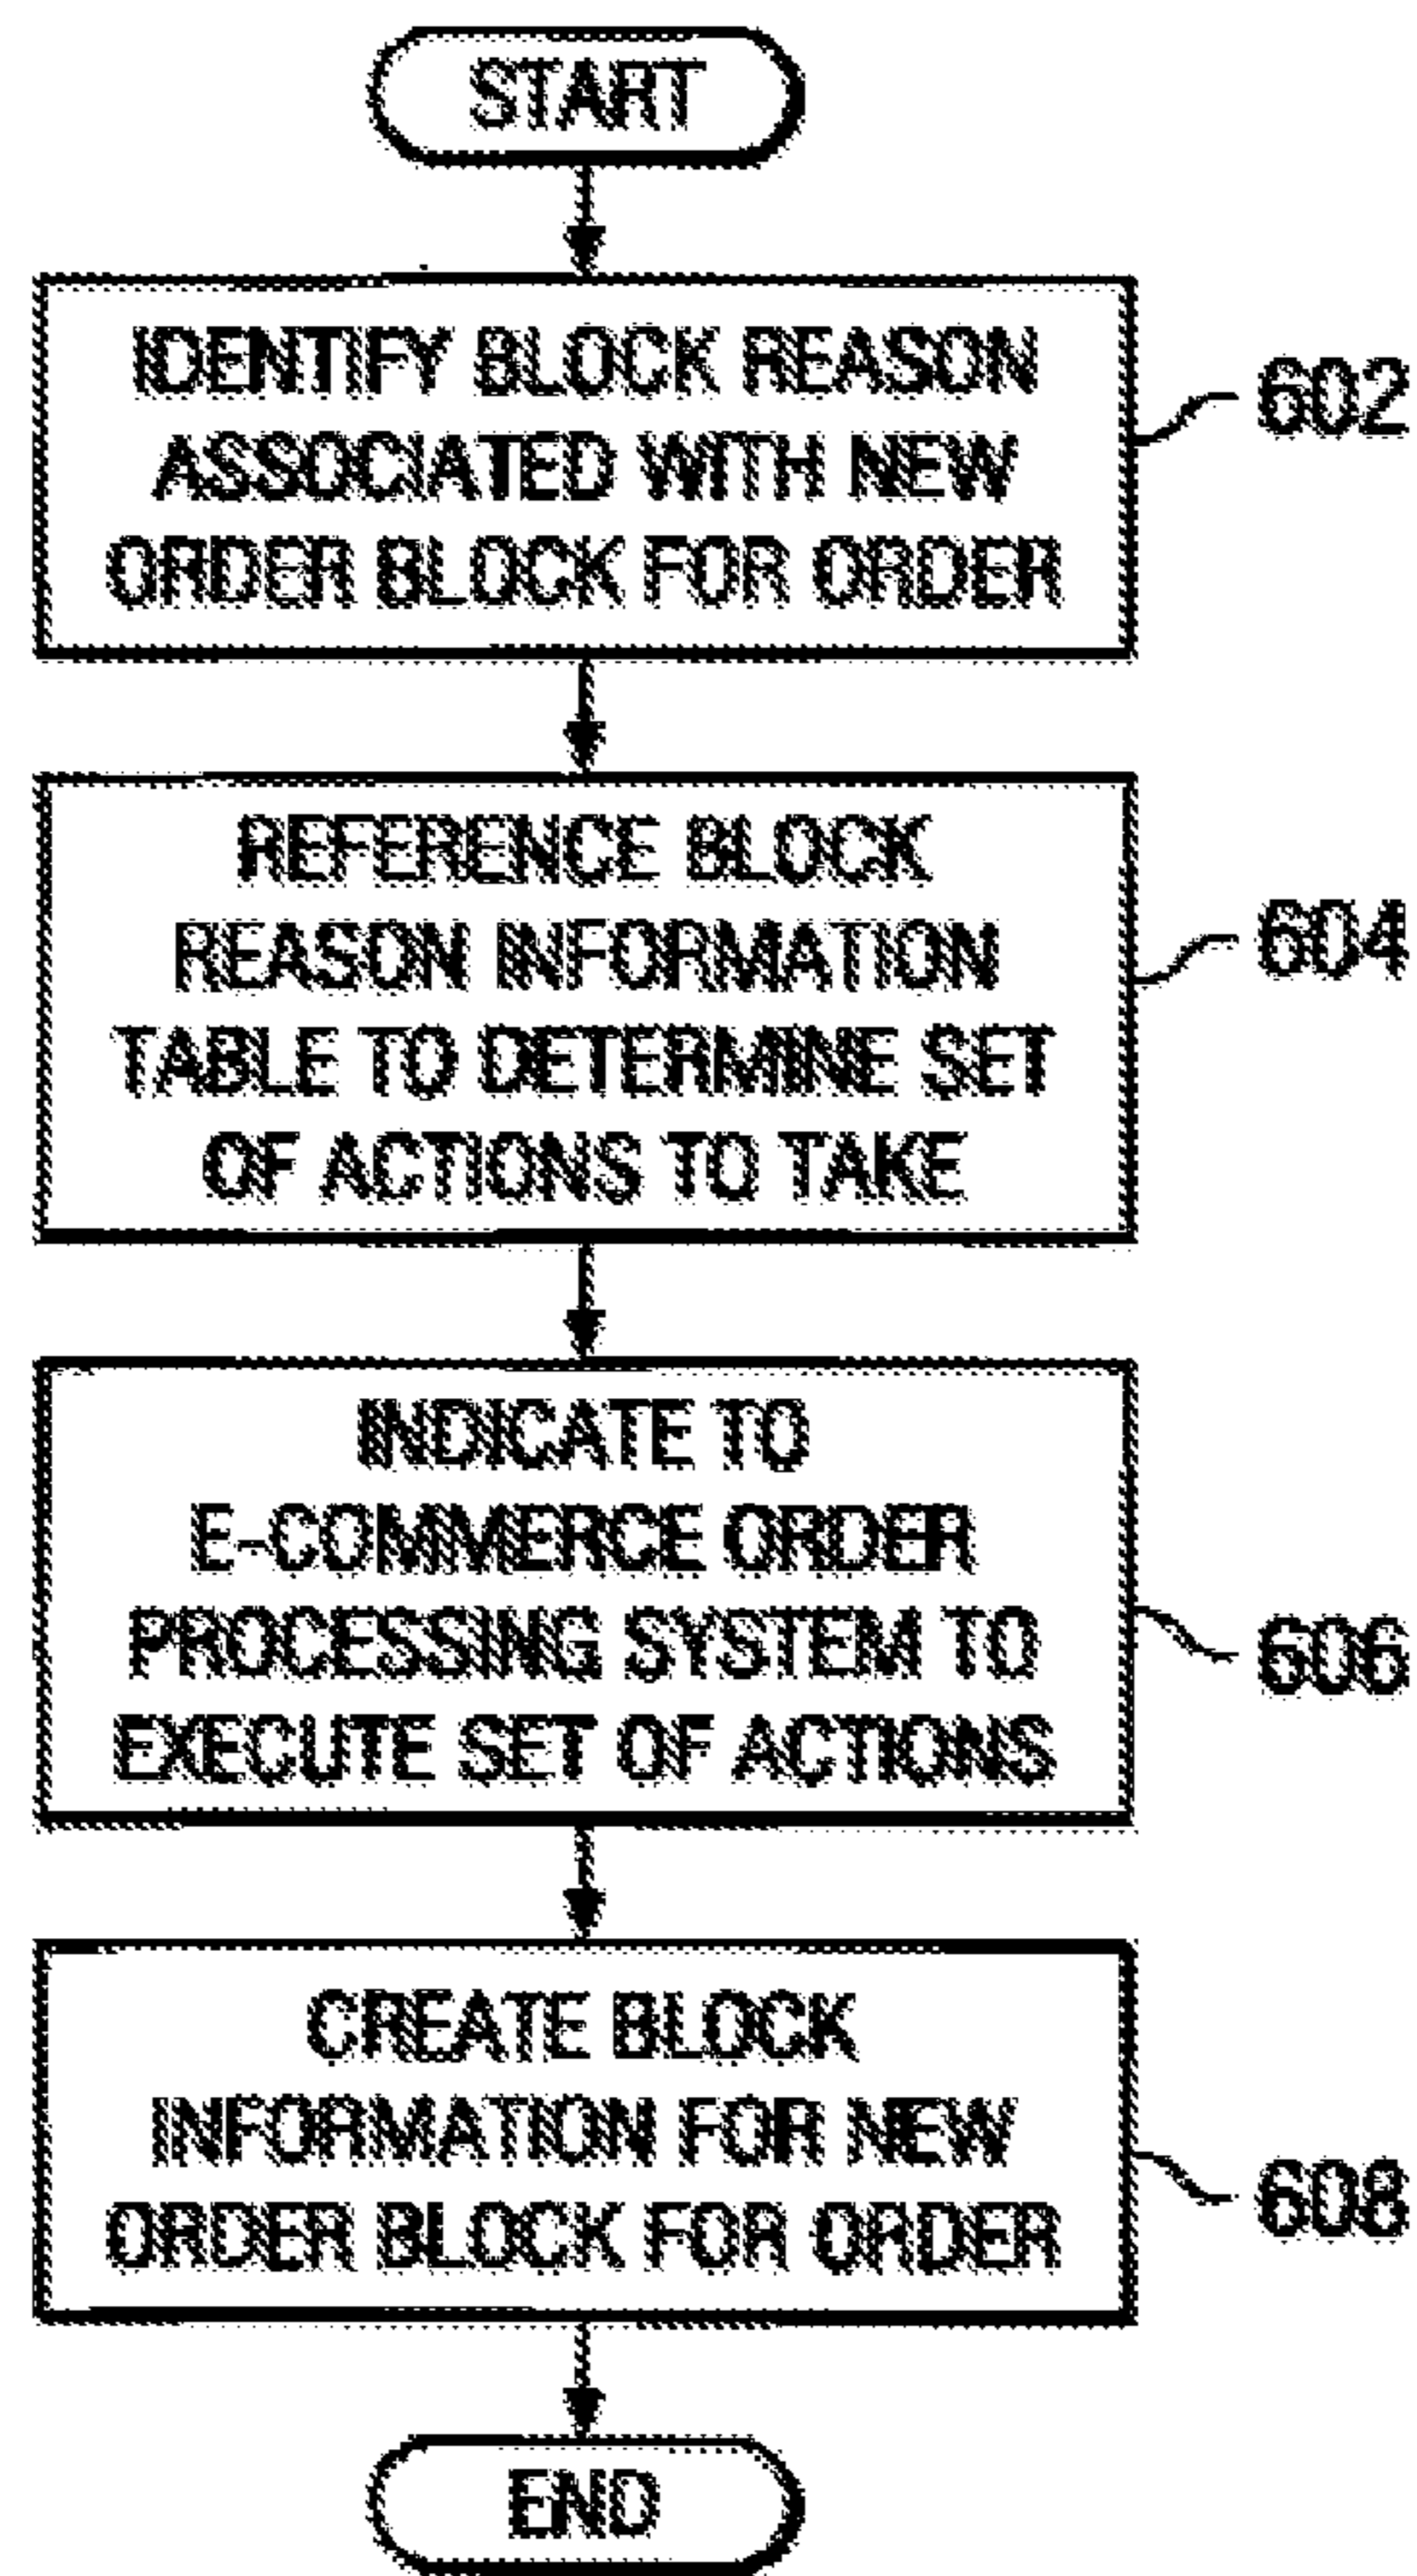 START
IDENTIFY BLOCK REASON
ASSOCIATED WITH NEW
ORDER BLOCK FOR ORDER
602
REFERENCE BLOCK
REASON INFORMATION
TABLE TO DETERMINE SET
OF ACTIONS TO TAKE
604
INDICATE TO
E-COMMERCE ORDER
PROCESSING SYSTEM TO
EXECUTE SET OF ACTIONS
606
CREATE BLOCK
INFORMATION FOR NEW
ORDER BLOCK FOR ORDER
608
END